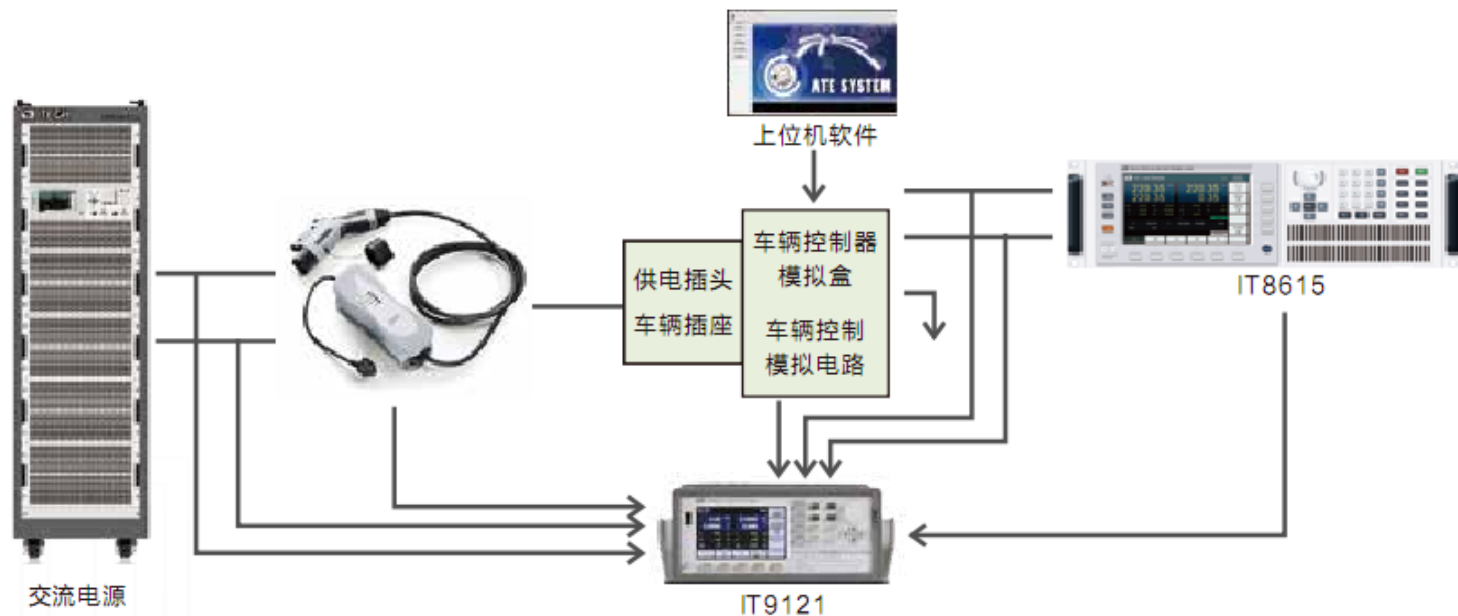 ATE SYSTEM
上位机软件
供电插头
车辆插座
车辆控制器
模拟盒
车辆控制
模拟电路
IT8615
交流电源
IT9121